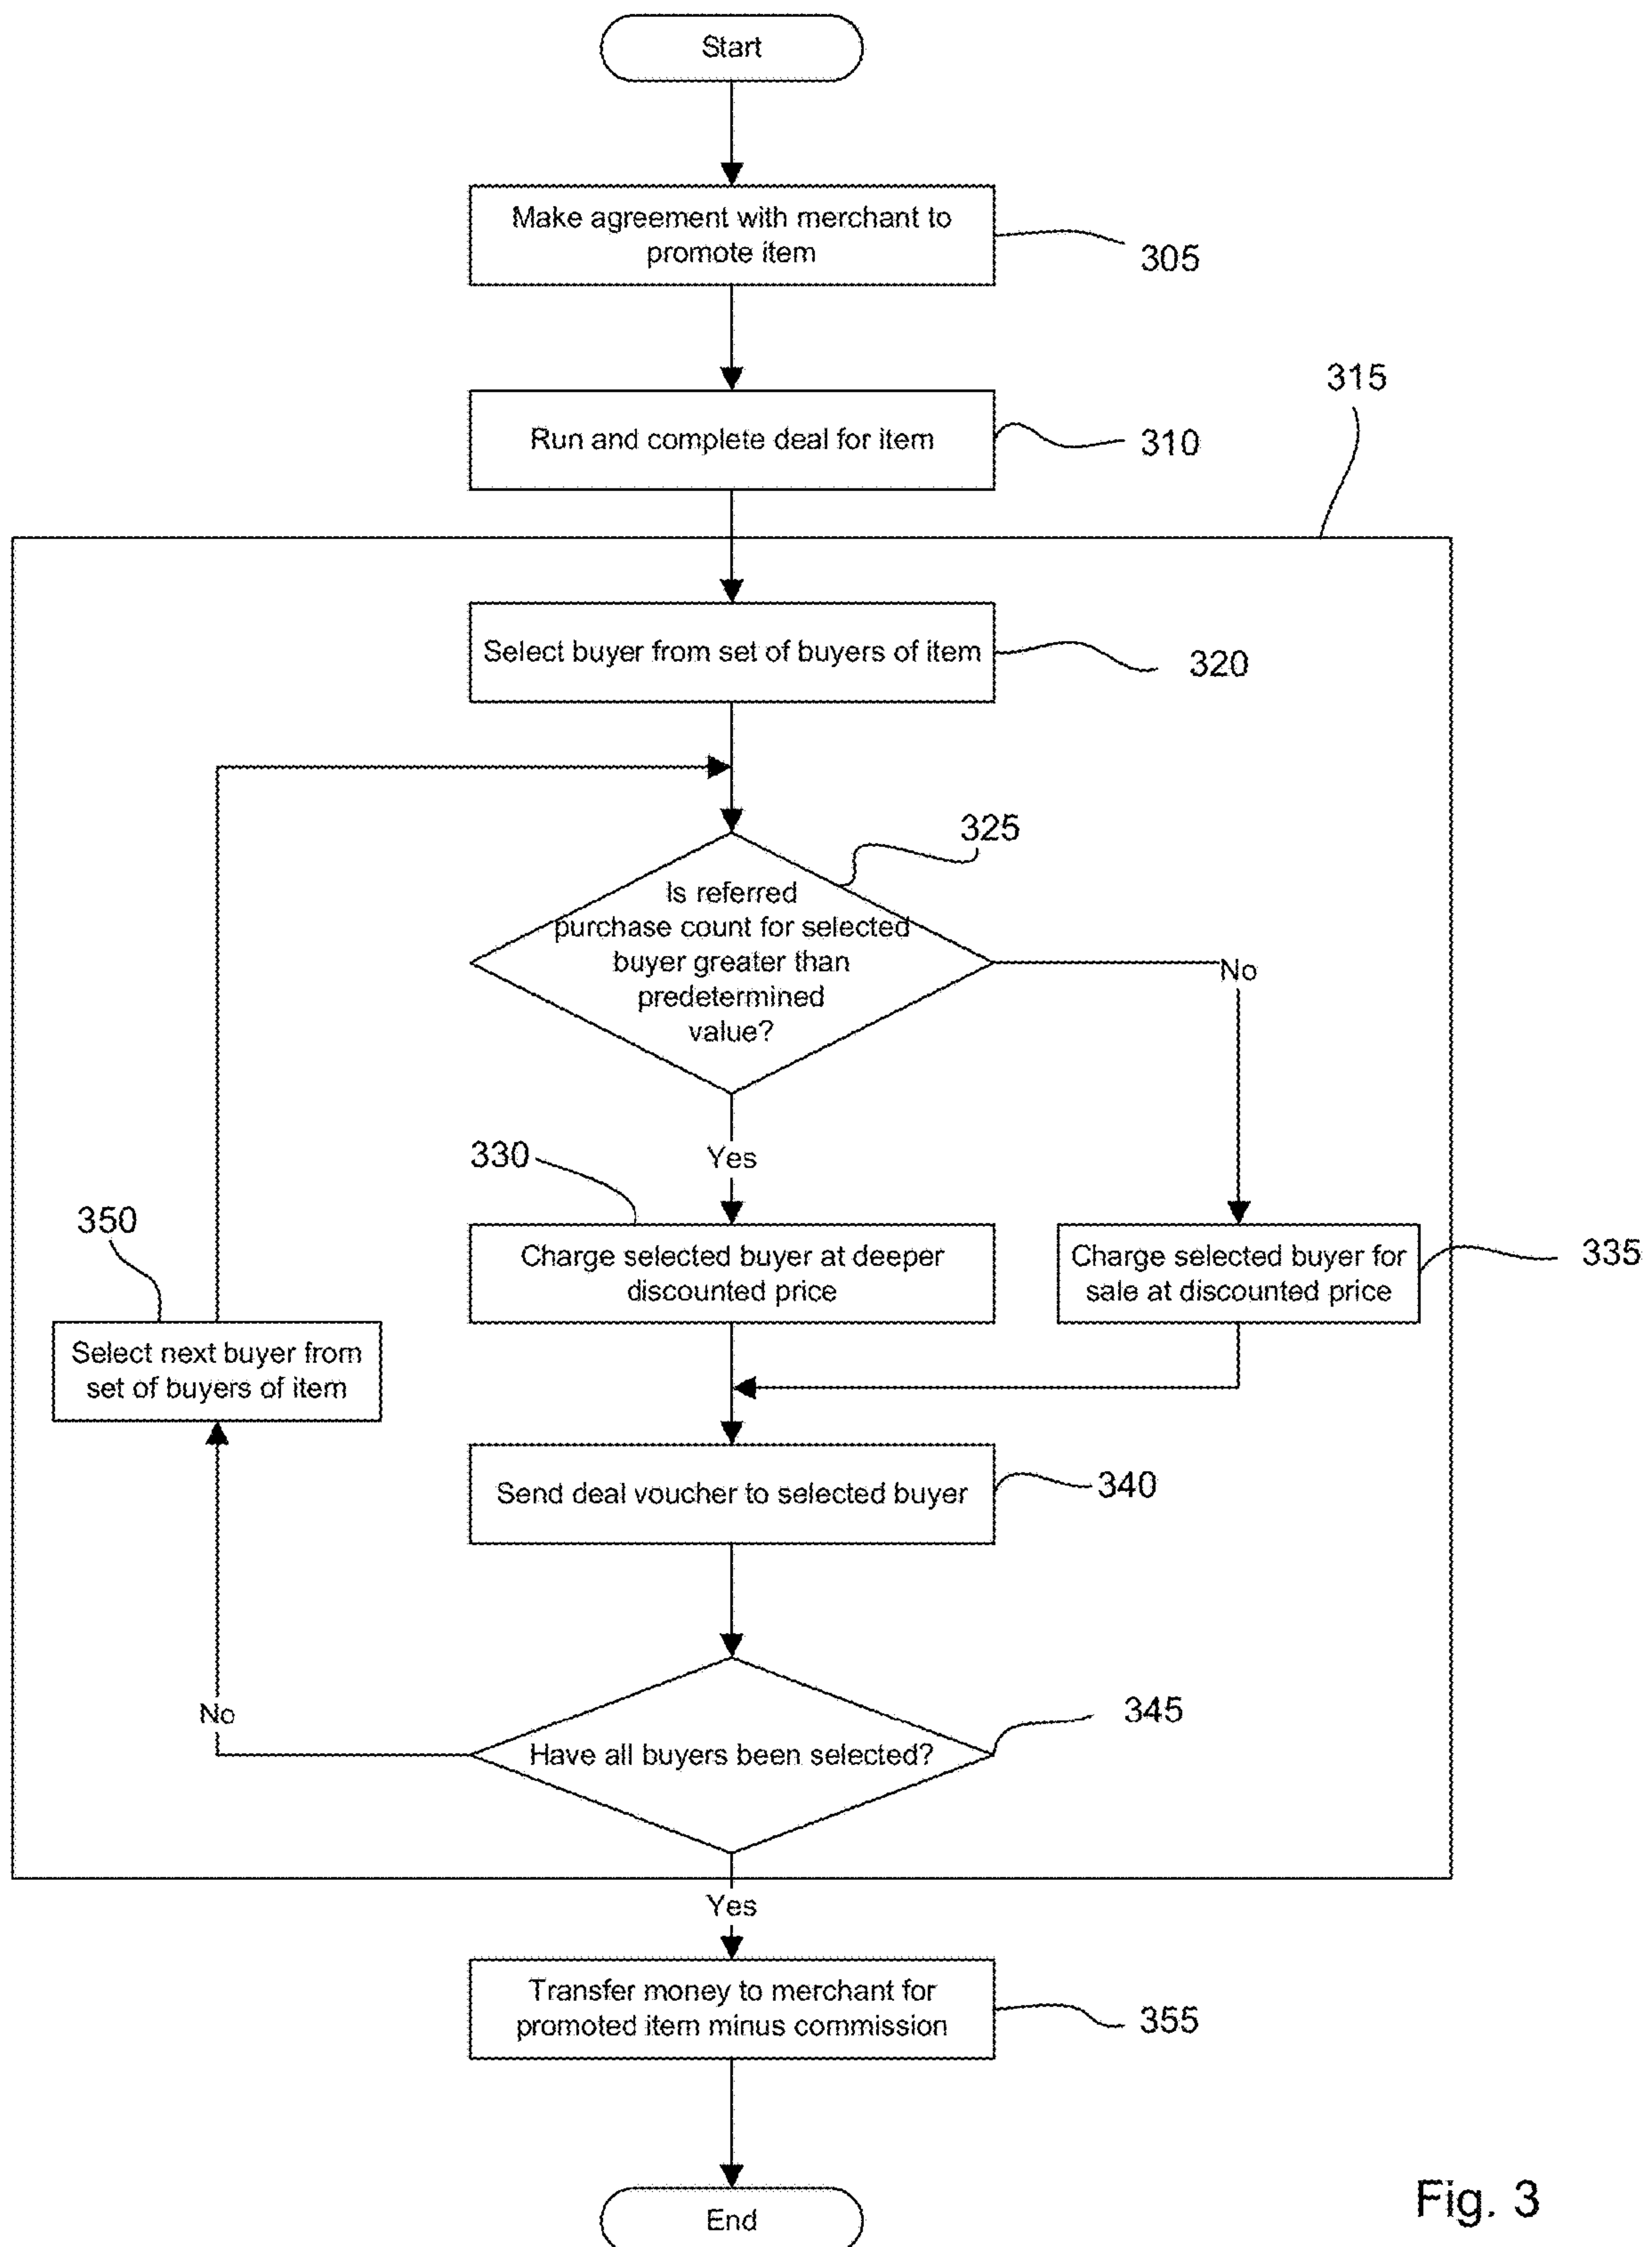 Start
Make agreement with merchant to
promote item
305
315
Run and complete deal for item
310
Select buyer from set of buyers of item
320
325
Is referred
purchase count for selected
buyer greater than
predetermined
value?
No
Yes
330
350
Charge selected buyer at deeper
discounted price
Charge selected buyer for
sale at discounted price
335
Select next buyer from
set of buyers of item
Send deal voucher to selected buyer
340
No
345
Have all buyers been selected?
Yes
Transfer money to merchant for
promoted item minus commission
355
End
Fig. 3